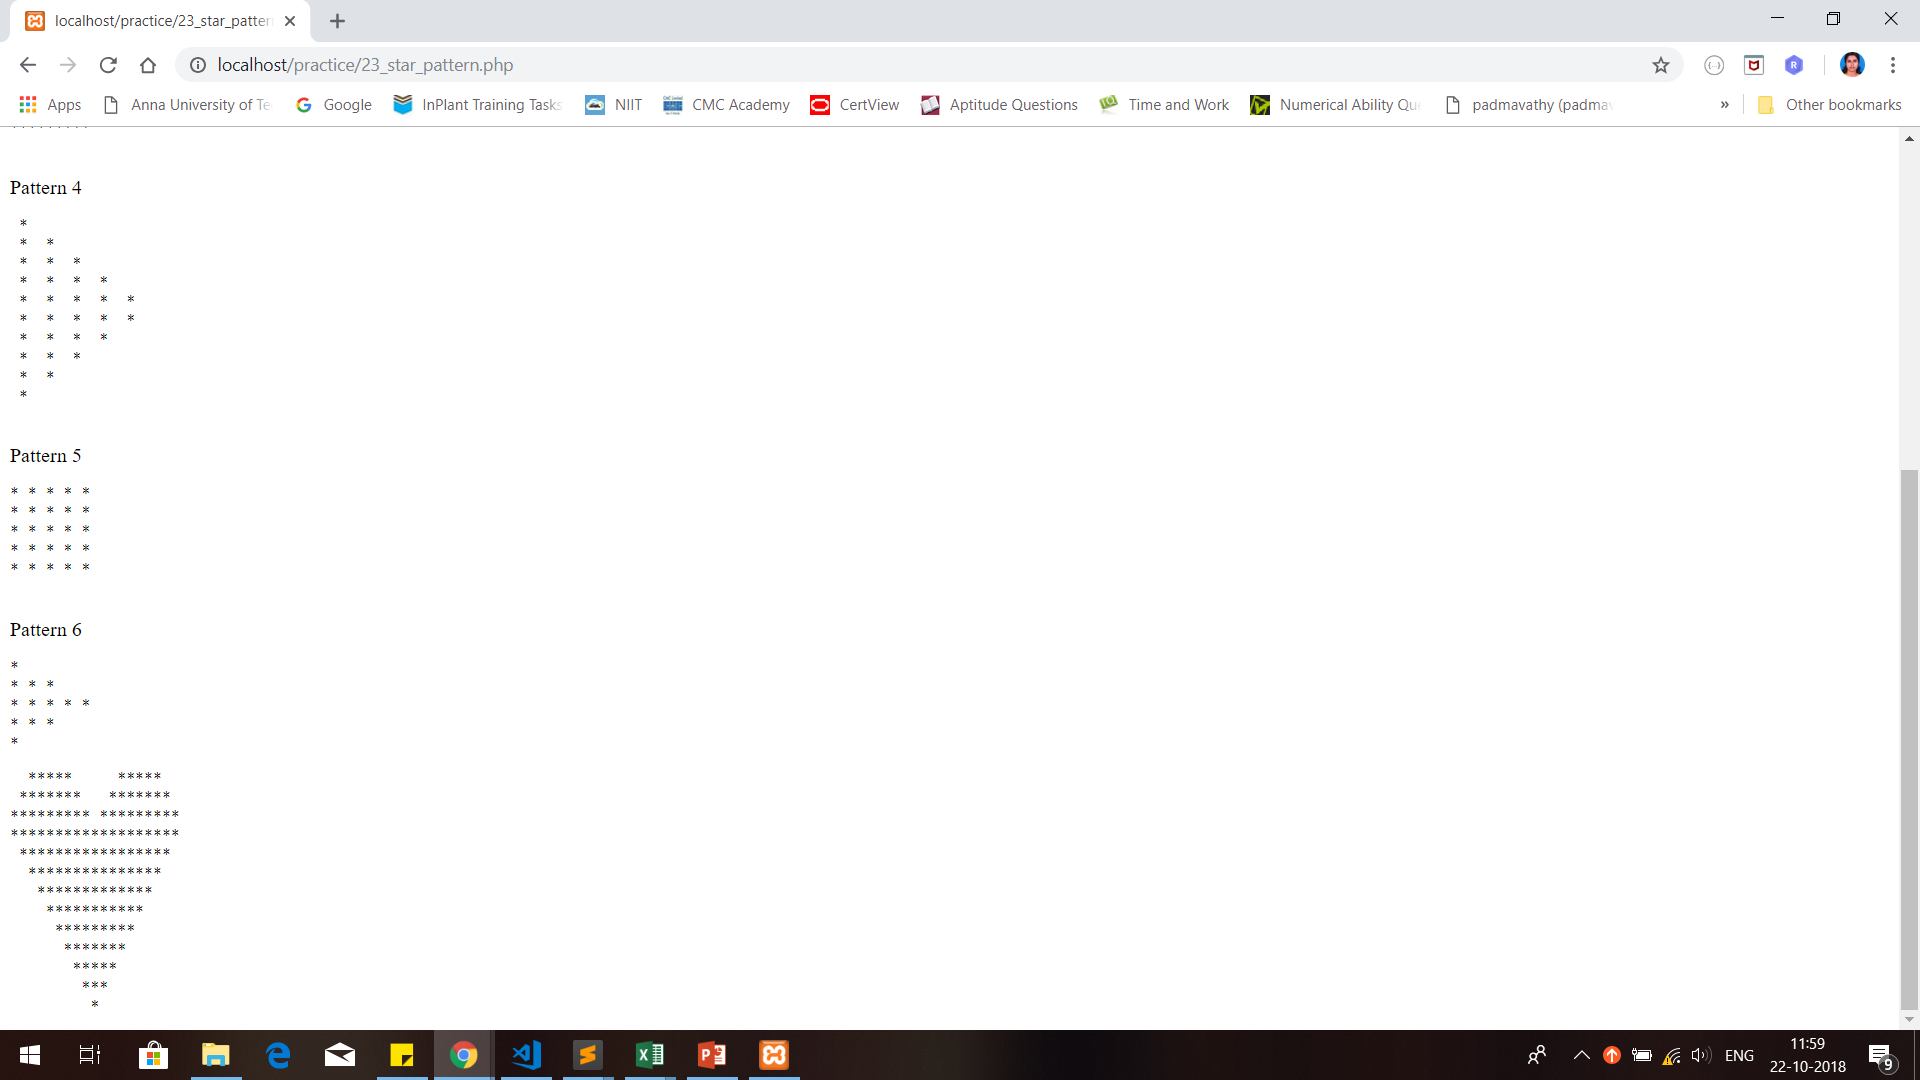 localhost/practice/23_star_patter
localhost/practice/23_star_pattern.php
Apps Anna University of Te Google InPlant Training Tasks NIIT CMC Academy CertView Aptitude Questions Time and Work Numerical Ability Qu padmavathy (padma » Other bookmarks
Pattern 4
*
* *
* * *
* * * *
* * * * *
* * * * *
* * * *
* * *
* *
*
Pattern 5
* * * * *
* * * * *
* * * * *
* * * * *
* * * * *
Pattern 6
*
* * *
* * * * *
* * *
*
  *****     *****
 *******   *******
********* *********
*******************
 *****************
  ***************
   *************
    ***********
     *********
      *******
       *****
        ***
         *
ENG
11:59
22-10-2018
9